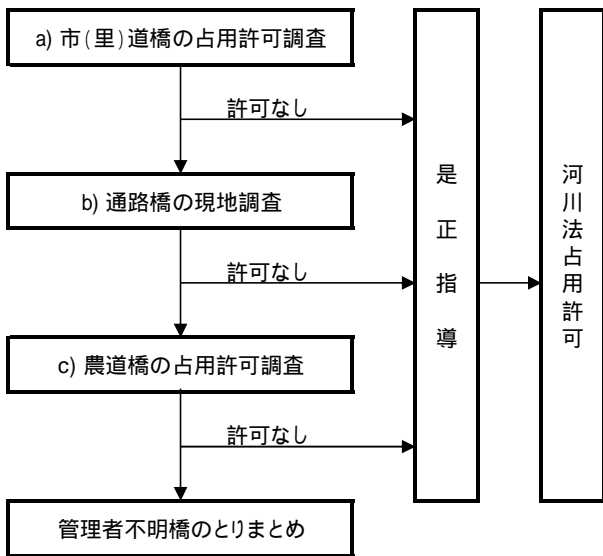 a) 市(里)道橋の占用許可調査
許可なし
b) 通路橋の現地調査
許可なし
c) 農道橋の占用許可調査
許可なし
管理者不明橋のとりまとめ
是正指導
河川法占用許可